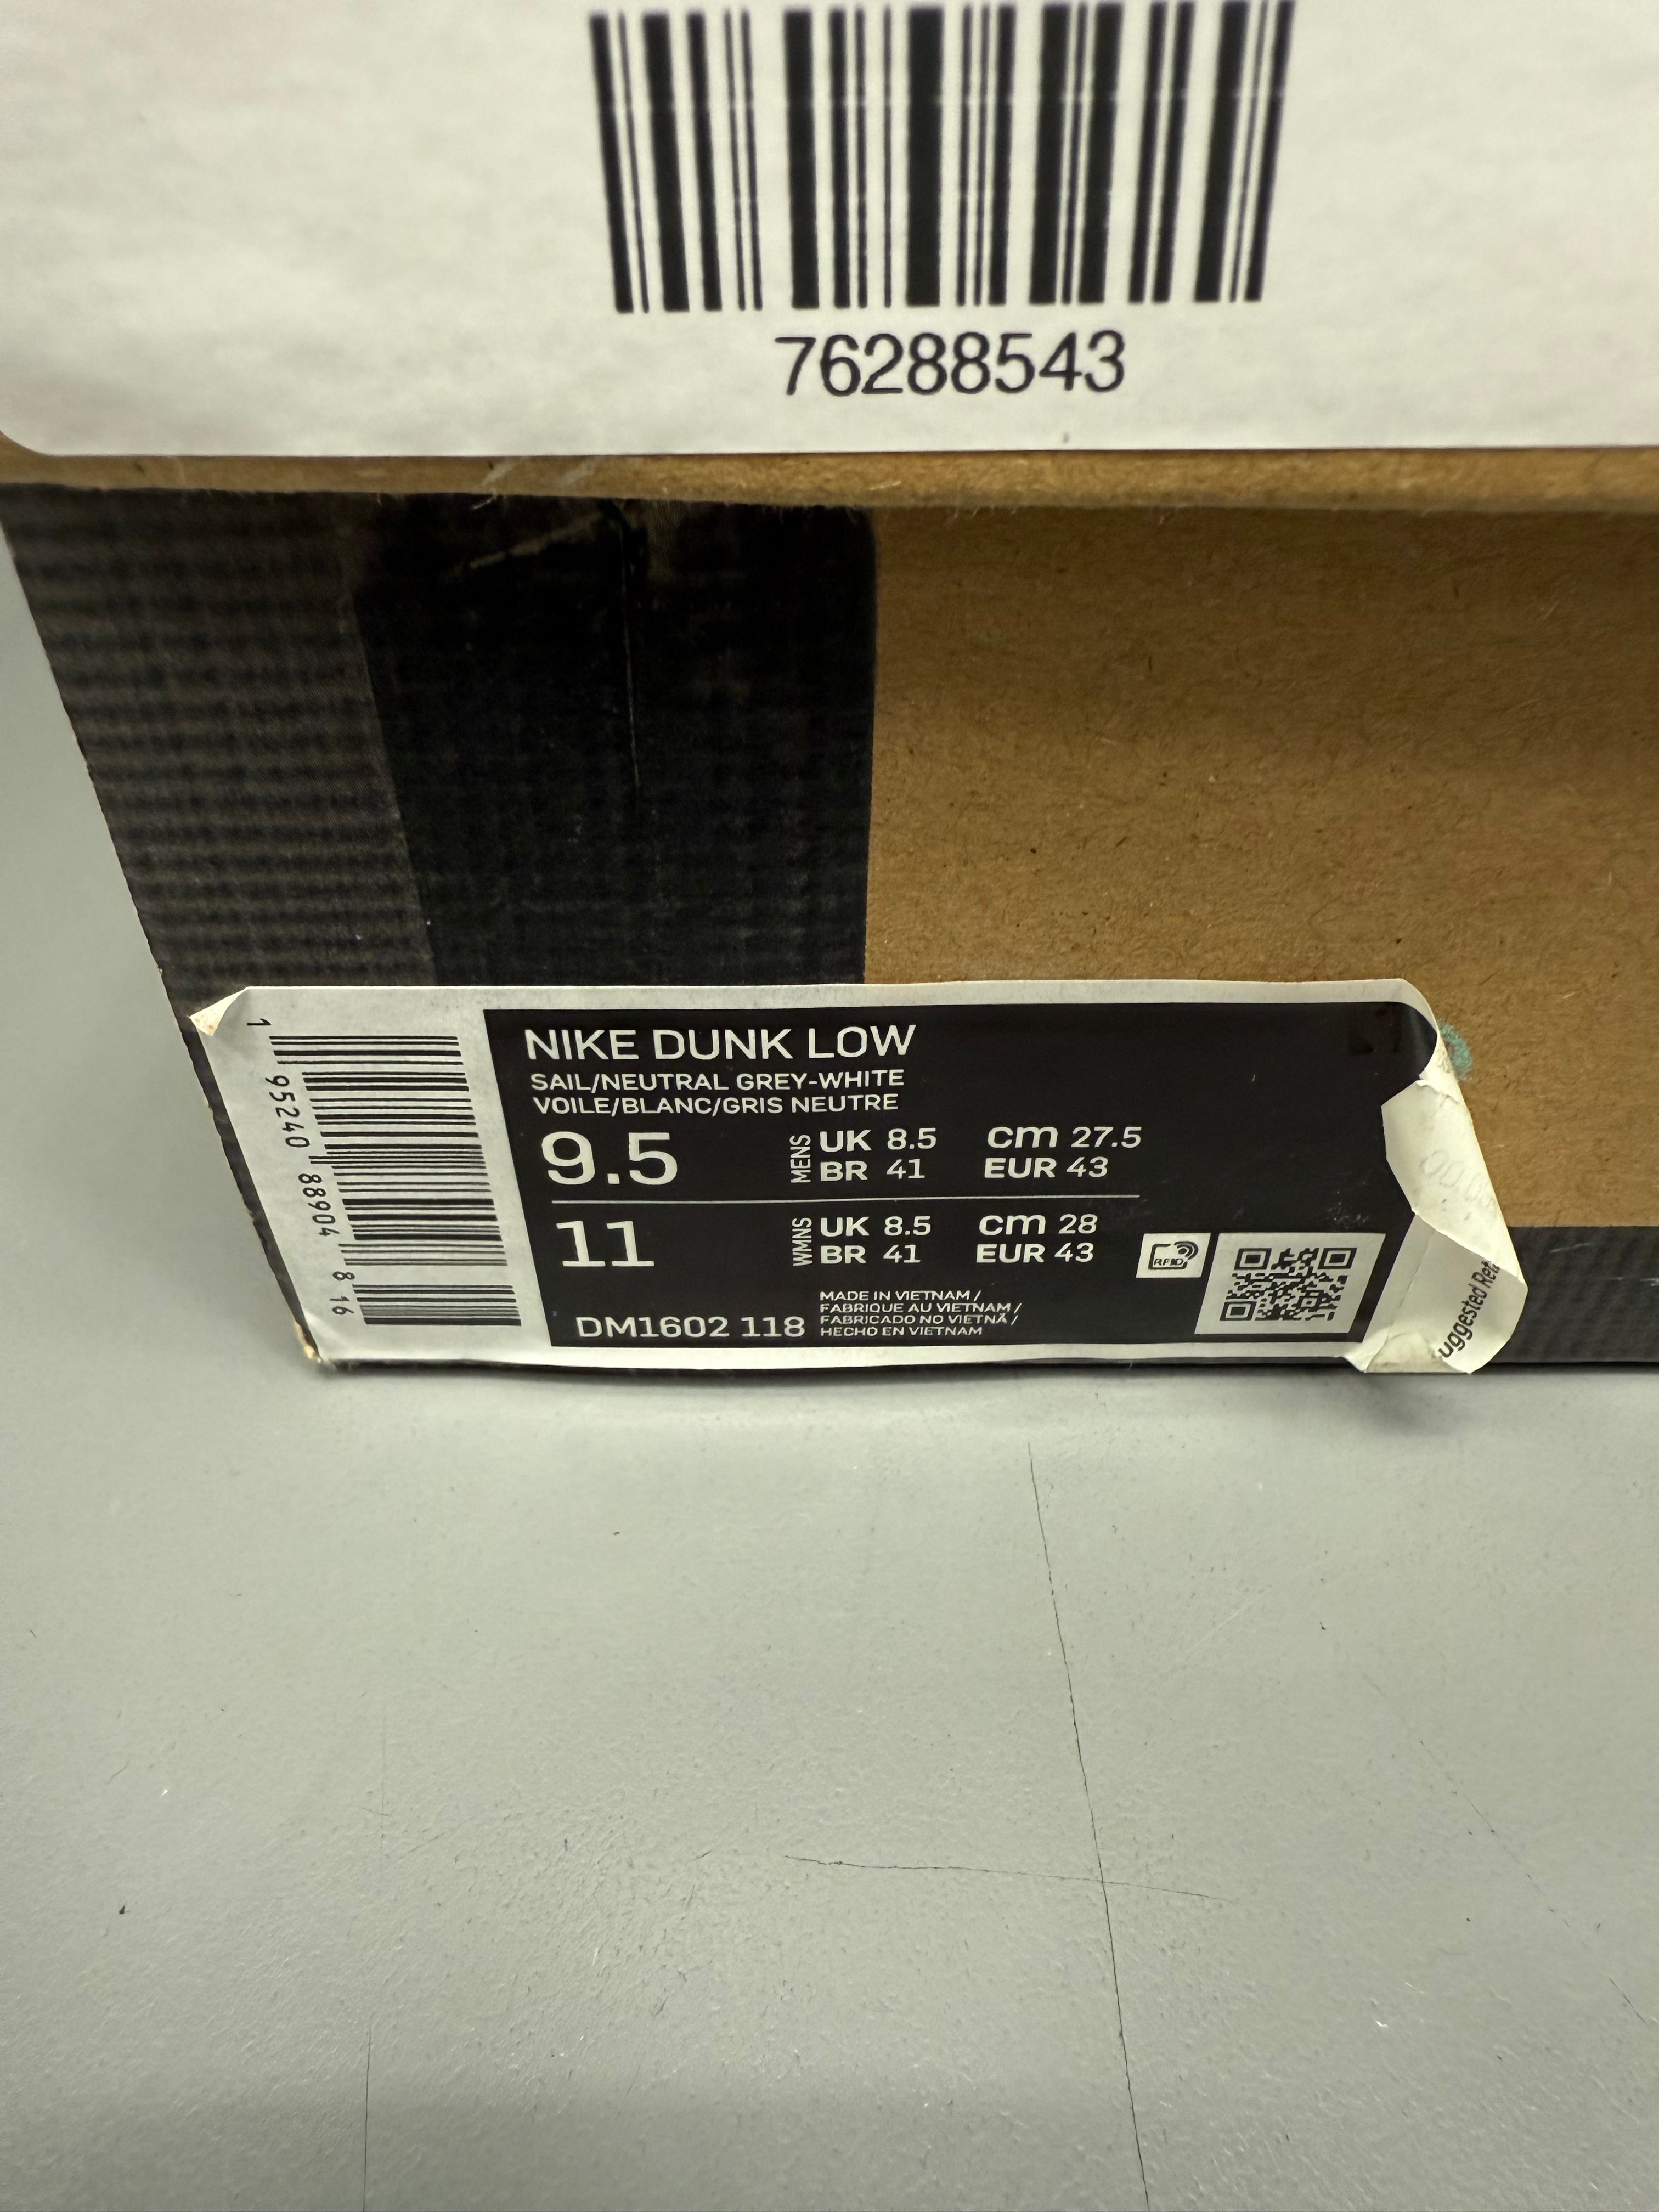 76288543
1 95240 88904 8 16
NIKE DUNK LOW
SAIL/NEUTRAL GREY-WHITE
VOILE/BLANC/GRIS NEUTRE
9.5 MENS UK 8.5 cm 27.5
BR 41 EUR 43
11 WMNS UK 8.5 cm 28
BR 41 EUR 43
RFID
DM1602 118
MADE IN VIETNAM /
FABRIQUE AU VIETNAM /
FABRICADO NO VIETNÃ /
HECHO EN VIETNAM
uggested Reta